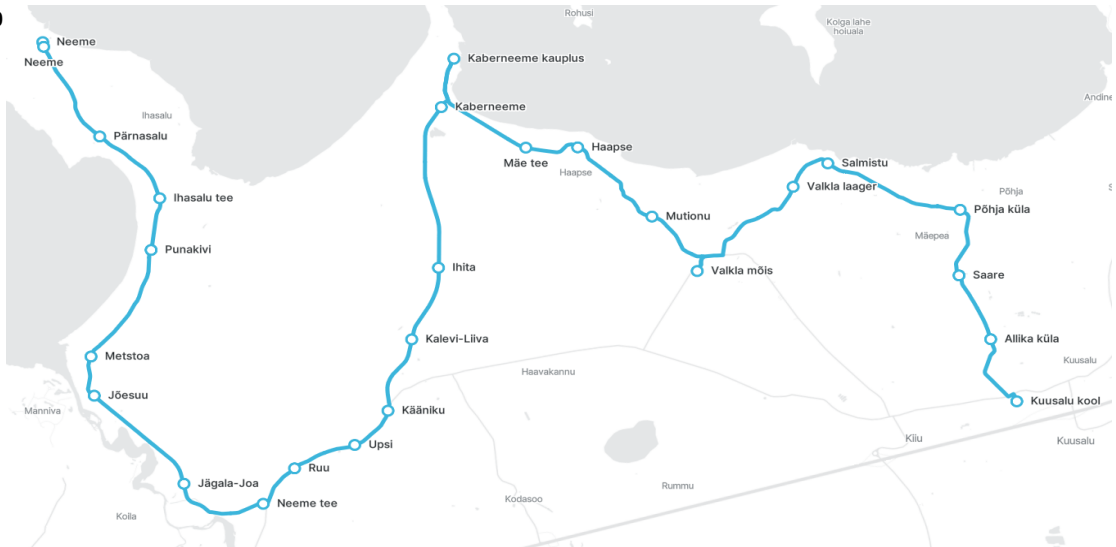 Rohusi
Kolga lahe
hoiuala
Neeme
Neeme
Kaberneeme kauplus
Andine
Kaberneeme
Ihasalu
Pärnasalu
Mäe tee
Haapse
Haapse
Salmistu
Valkla laager
Põhja
Ihasalu tee
Põhja küla
Mutionu
Mäepea
Punakivi
Ihita
Valkla mõis
Saare
Kalevi-Liiva
Allika küla
Metstoa
Haavakannu
Kuusalu
Jõesuu
Manniva
Kääniku
Kuusalu kool
Upsi
Kiiu
Kuusalu
Ruu
Jägala-Joa
Rummu
Neeme tee
Kodasoo
Koila